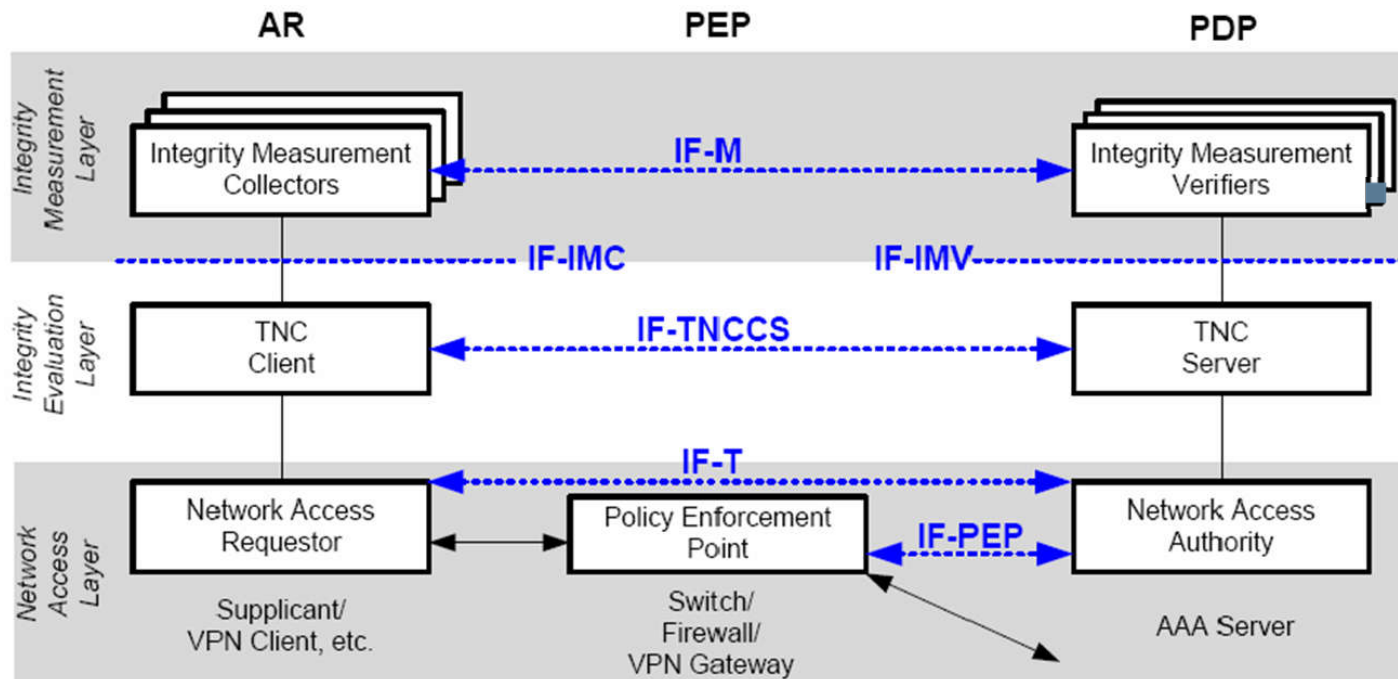 AR
PEP
PDP
Integrity
Measurement
Layer
Integrity Measurement
Collectors
IF-M
Integrity Measurement
Verifiers
IF-IMC
IF-IMV
Integrity
Evaluation
Layer
TNC
Client
IF-TNCCS
TNC
Server
Network
Access
Layer
IF-T
Network Access
Requestor
Policy Enforcement
Point
IF-PEP
Network Access
Authority
Supplicant/
VPN Client, etc.
Switch/
Firewall/
VPN Gateway
AAA Server